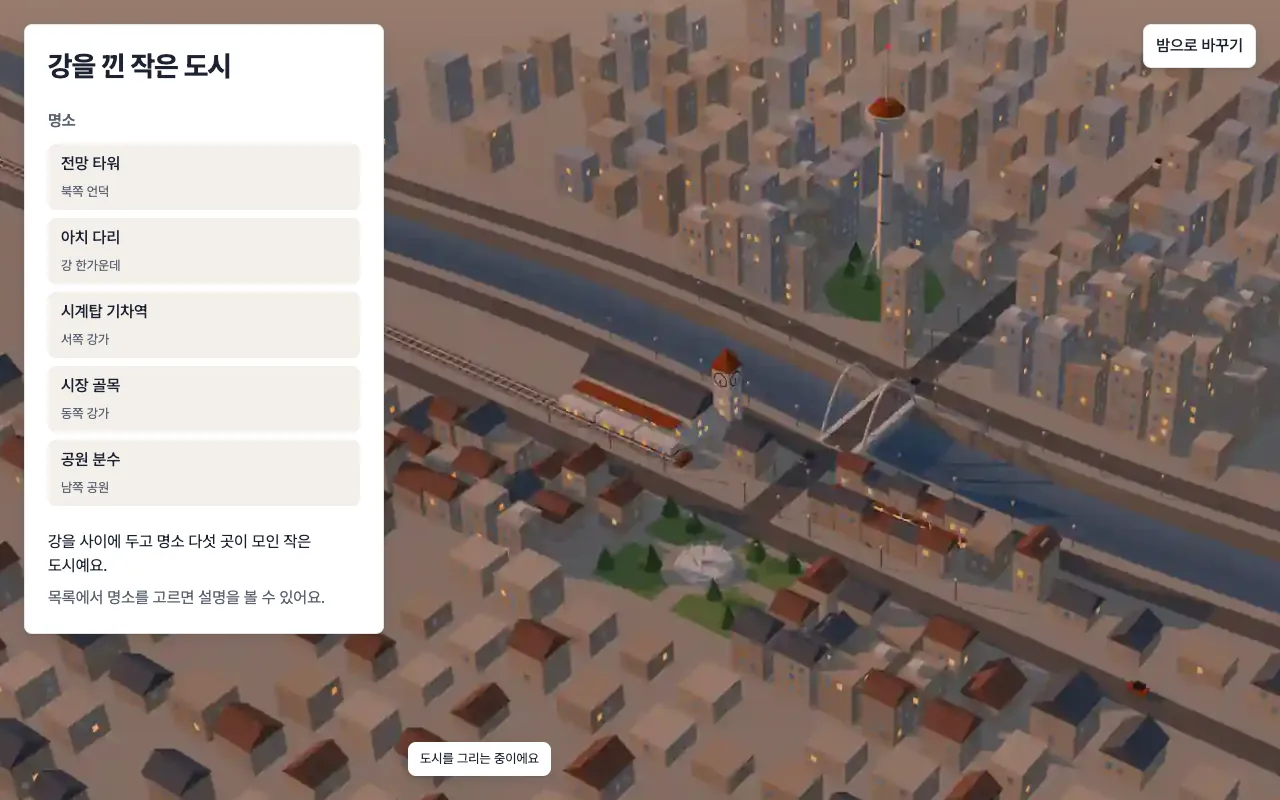 강을 낀 작은 도시
밤으로 바꾸기
명소
전망 타워
북쪽 언덕
아치 다리
강 한가운데
시계탑 기차역
서쪽 강가
시장 골목
동쪽 강가
공원 분수
남쪽 공원
강을 사이에 두고 명소 다섯 곳이 모인 작은
도시예요.
목록에서 명소를 고르면 설명을 볼 수 있어요.
도시를 그리는 중이에요